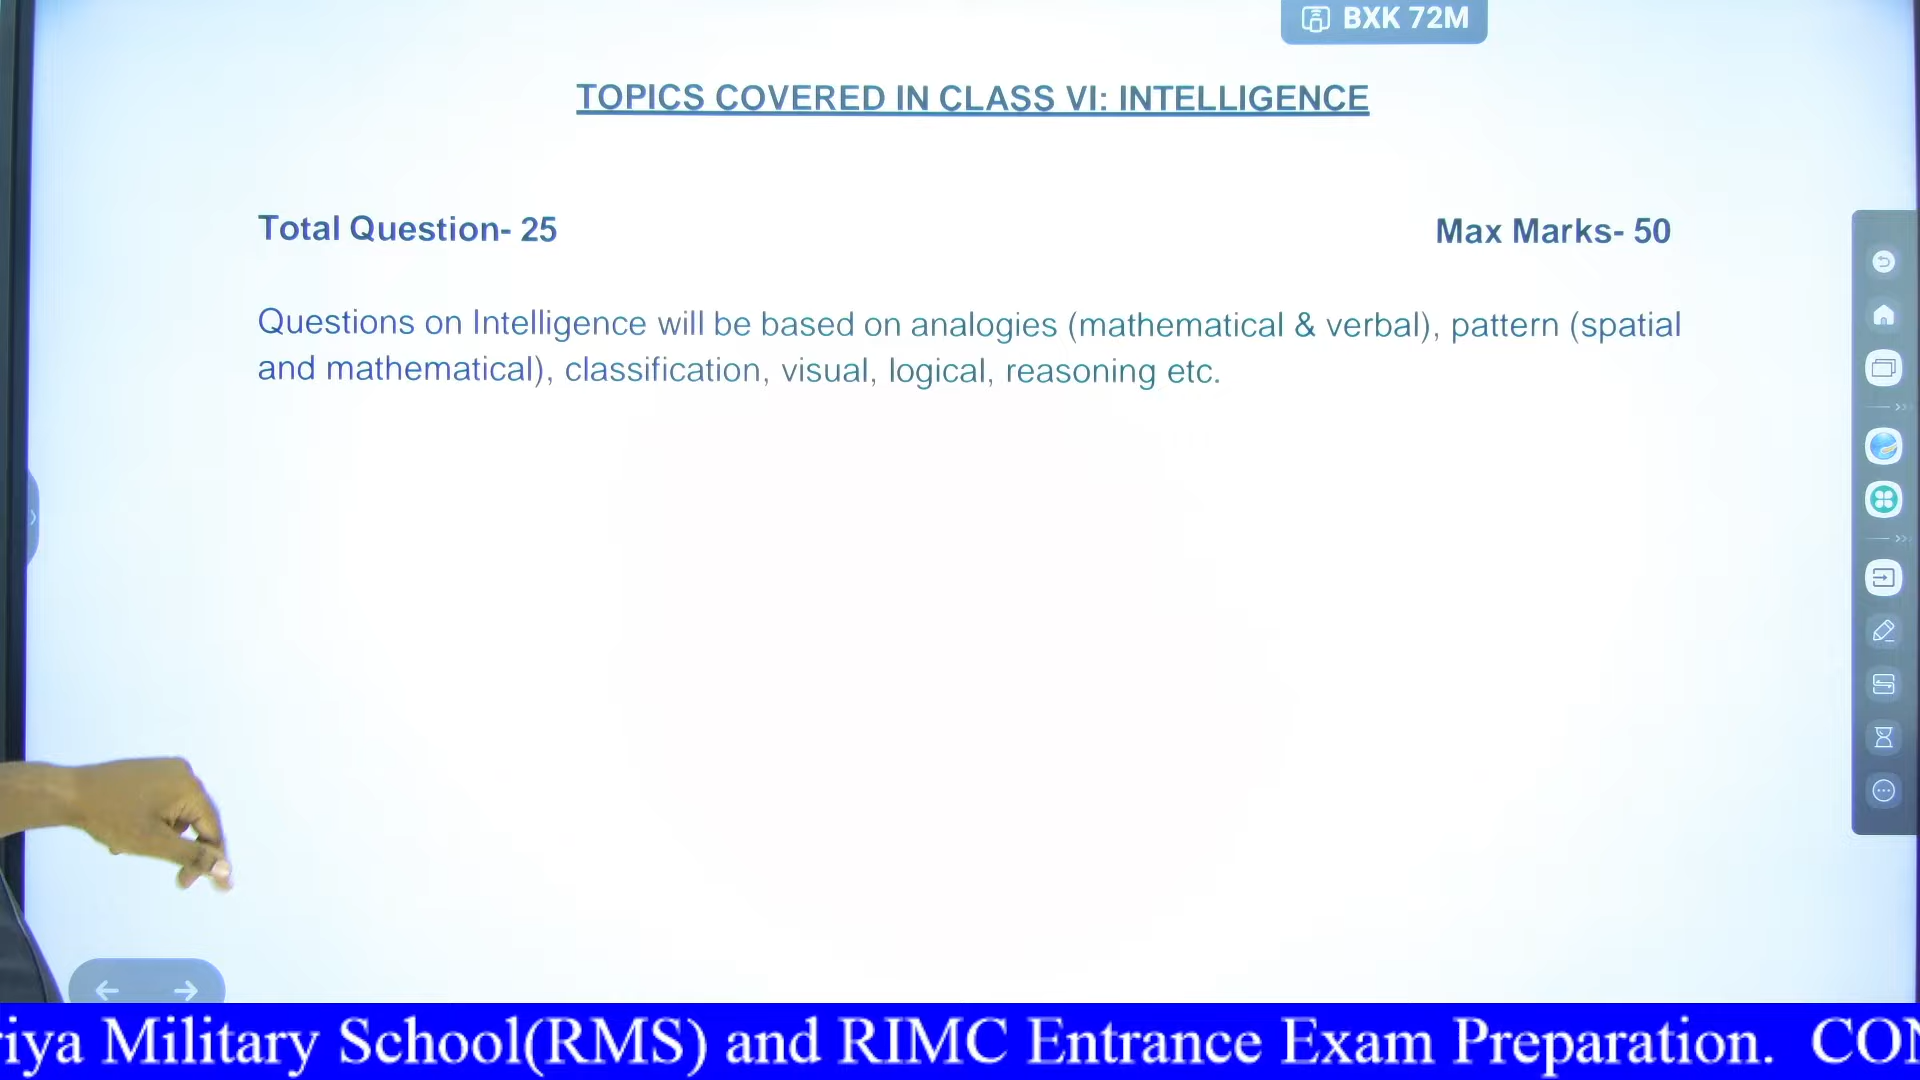 BXK 72M
TOPICS COVERED IN CLASS VI: INTELLIGENCE
Total Question- 25
Max Marks- 50
Questions on Intelligence will be based on analogies (mathematical & verbal), pattern (spatial
and mathematical), classification, visual, logical, reasoning etc.
riya Military School(RMS) and RIMC Entrance Exam Preparation. CON